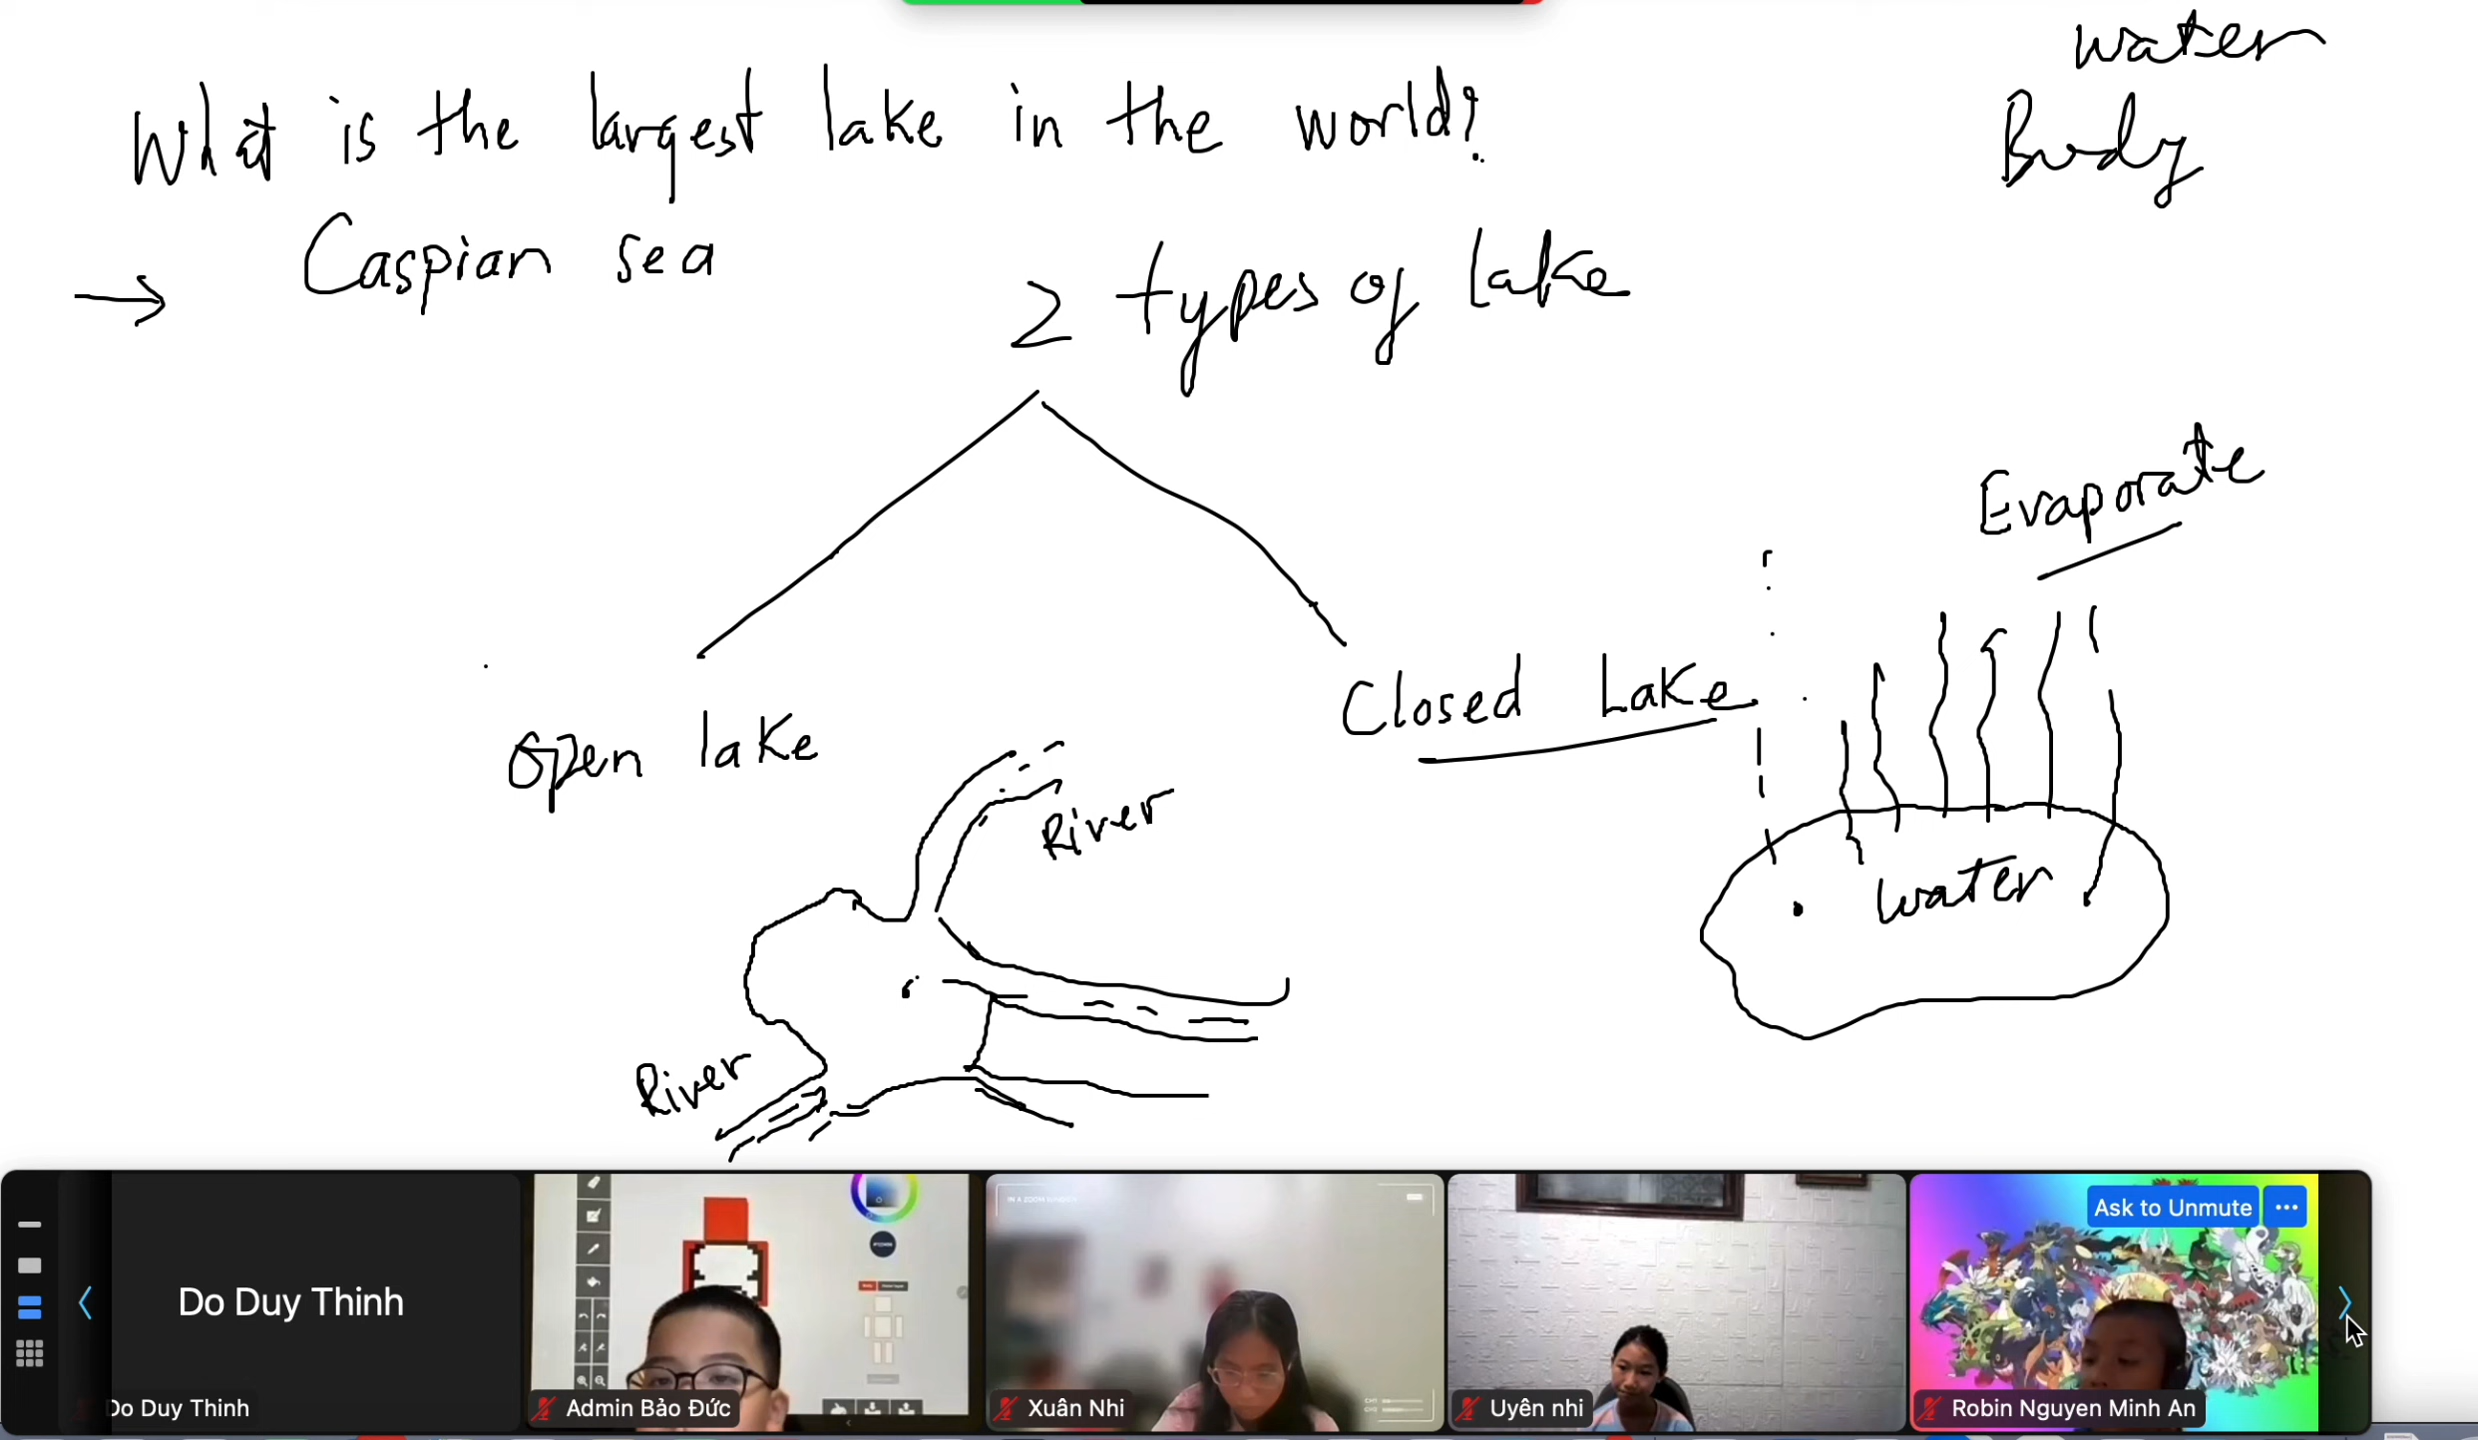 water
Body
What is the largest lake in the world?
→ Caspian sea
2 types of lake
Evaporate
Closed Lake
Open lake
River
water
River
Ask to Unmute
Do Duy Thinh
Do Duy Thinh
Admin Bảo Đức
Xuân Nhi
Uyên nhi
Robin Nguyen Minh An